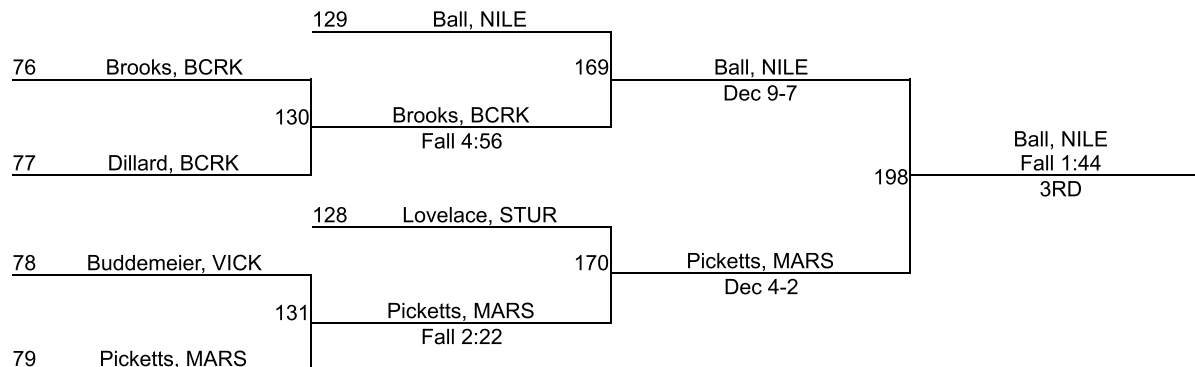 129 Ball, NILE
76 Brooks, BCRK
169 Ball, NILE
Dec 9-7
130 Brooks, BCRK
Fall 4:56
77 Dillard, BCRK
Ball, NILE
Fall 1:44
198
3RD
128 Lovelace, STUR
78 Buddemeier, VICK
170 Picketts, MARS
Dec 4-2
131 Picketts, MARS
Fall 2:22
79 Picketts, MARS